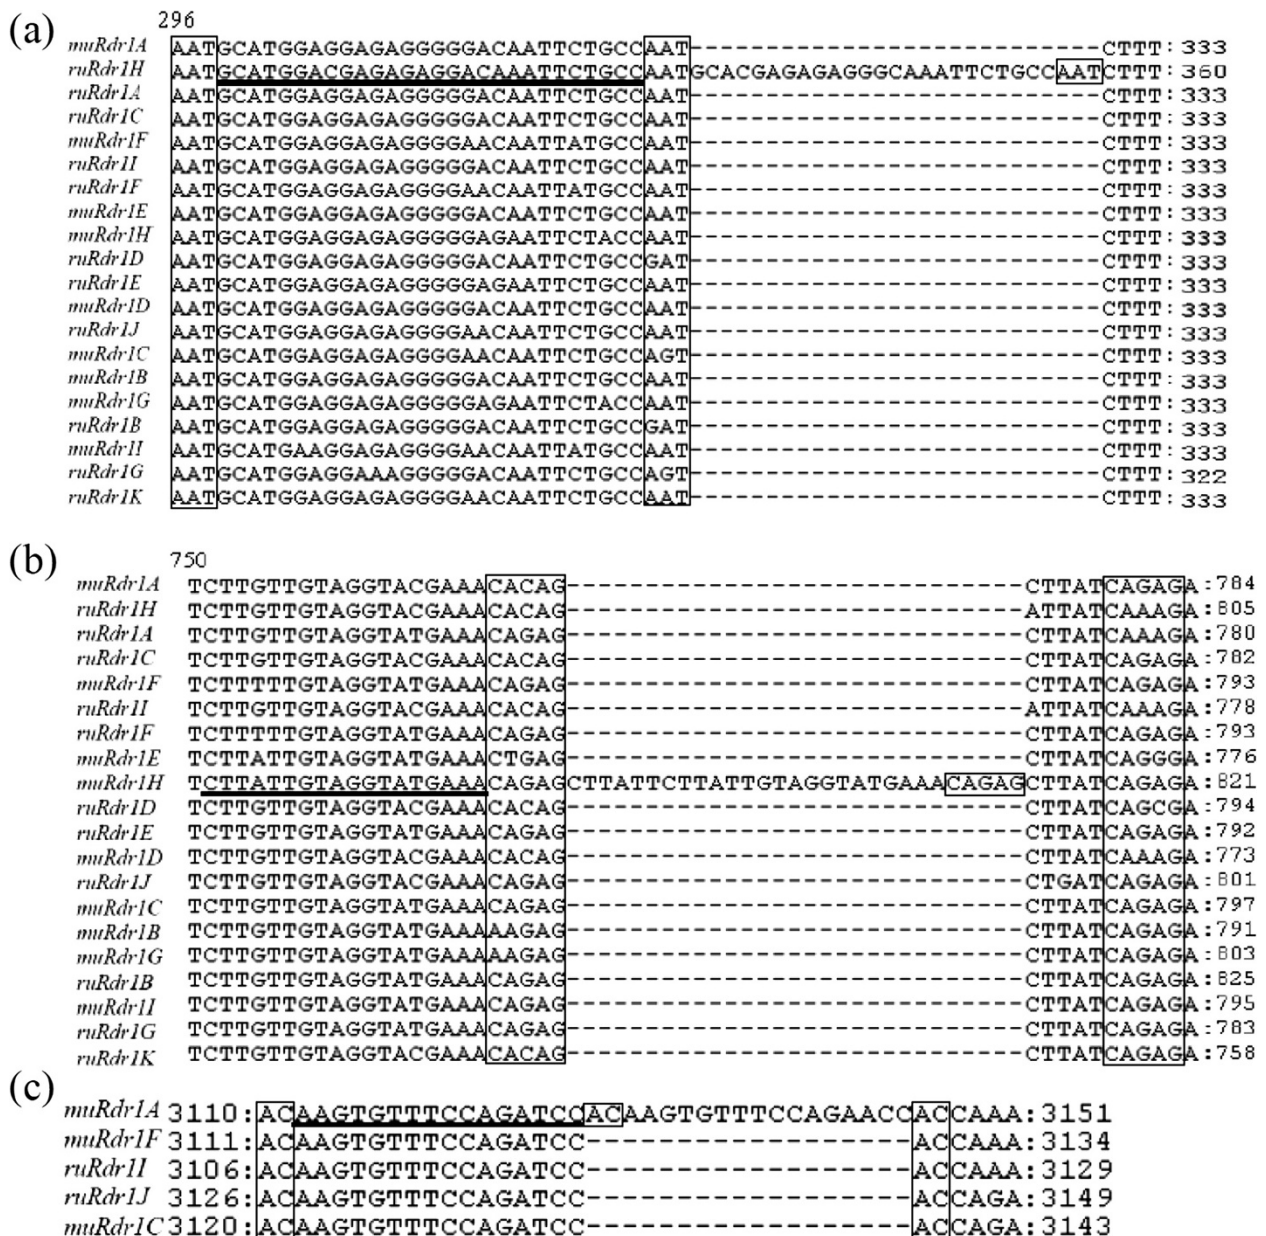 (a)
296
muRdr1A AATGCATGGAGGAGAGGGGGACAATTCTGCCAAT---------------------------CTTT: 333
ruRdr1H AATGCATGGACGAGAGAGGACAAATTCTGCCAATGCACGAGAGAGGGCAAATTCTGCCAATCTTT: 360
ruRdr1A AATGCATGGAGGAGAGGGGGACAATTCTGCCAAT---------------------------CTTT: 333
ruRdr1C AATGCATGGAGGAGAGGGGGACAATTCTGCCAAT---------------------------CTTT: 333
muRdr1F AATGCATGGAGGAGAGGGGAACAATTATGCCAAT---------------------------CTTT: 333
ruRdr1I AATGCATGGAGGAGAGGGGGACAATTCTGCCAAT---------------------------CTTT: 333
ruRdr1F AATGCATGGAGGAGAGGGGAACAATTATGCCAAT---------------------------CTTT: 333
muRdr1E AATGCATGGAGGAGAGGGGGACAATTCTGCCAAT---------------------------CTTT: 333
muRdr1H AATGCATGGAGGAGAGGGGGAGAATTCTACCAAT---------------------------CTTT: 333
ruRdr1D AATGCATGGAGGAGAGGGGGACAATTCTGCCGAT---------------------------CTTT: 333
ruRdr1E AATGCATGGAGGAGAGGGGGACAATTCTGCCAAT---------------------------CTTT: 333
muRdr1D AATGCATGGAGGAGAGGGGGACAATTCTGCCAAT---------------------------CTTT: 333
ruRdr1J AATGCATGGAGGAGAGGGGAACAATTCTGCCAAT---------------------------CTTT: 333
muRdr1C AATGCATGGAGGAGAGGGGAACAATTCTGCCAGT---------------------------CTTT: 333
muRdr1B AATGCATGGAGGAGAGGGGGACAATTCTGCCAAT---------------------------CTTT: 333
muRdr1G AATGCATGGAGGAGAGGGGGAGAATTCTACCAAT---------------------------CTTT: 333
ruRdr1B AATGCATGGAGGAGAGGGGGACAATTCTGCCGAT---------------------------CTTT: 333
muRdr1I AATGCATGAAGGAGAGGGGAACAATTATGCCAAT---------------------------CTTT: 333
ruRdr1G AATGCATGGAGGAAAGGGGGACAATTCTGCCAGT---------------------------CTTT: 322
ruRdr1K AATGCATGGAGGAGAGGGGAACAATTCTGCCAAT---------------------------CTTT: 333
(b)
750
muRdr1A TCTTGTTGTAGGTACGAAACACAG-----------------------------CTTATCAGAGA:784
ruRdr1H TCTTGTTGTAGGTACGAAACACAG-----------------------------ATTATCAAAGA:805
ruRdr1A TCTTGTTGTAGGTATGAAACAGAG-----------------------------CTTATCAAAGA:780
ruRdr1C TCTTGTTGTAGGTACGAAACACAG-----------------------------CTTATCAGAGA:782
muRdr1F TCTTTTTGTAGGTATGAAACAGAG-----------------------------CTTATCAGAGA:793
ruRdr1I TCTTGTTGTAGGTACGAAACACAG-----------------------------ATTATCAAAGA:778
ruRdr1F TCTTTTTGTAGGTATGAAACAGAG-----------------------------CTTATCAGAGA:793
muRdr1E TCTTATTGTAGGTATGAAACTGAG-----------------------------CTTATCAGGGA:776
muRdr1H TCTTATTGTAGGTATGAAACAGAGCTTATTCTTATTGTAGGTATGAAACAGAGCTTATCAGAGA:821
ruRdr1D TCTTGTTGTAGGTATGAAACAGAG-----------------------------CTTATCAGCGA:794
ruRdr1E TCTTGTTGTAGGTATGAAACAGAG-----------------------------CTTATCAGAGA:792
muRdr1D TCTTGTTGTAGGTACGAAACACAG-----------------------------CTTATCAAAGA:773
ruRdr1J TCTTGTTGTAGGTACGAAACAGAG-----------------------------CTGATCAGAGA:801
muRdr1C TCTTGTTGTAGGTATGAAACAGAG-----------------------------CTTATCAGAGA:797
muRdr1B TCTTGTTGTAGGTATGAAAAAGAG-----------------------------CTTATCAGAGA:791
muRdr1G TCTTGTTGTAGGTATGAAAAAGAG-----------------------------CTTATCAGAGA:803
ruRdr1B TCTTGTTGTAGGTATGAAACAGAG-----------------------------CTTATCAGAGA:825
muRdr1I TCTTGTTGTAGGTATGAAACAGAG-----------------------------CTTATCAGAGA:795
ruRdr1G TCTTGTTGTAGGTATGAAACAGAG-----------------------------CTTATCAGAGA:783
ruRdr1K TCTTGTTGTAGGTACGAAACACAG-----------------------------CTTATCAGAGA:758
(c)
muRdr1A 3110:ACAAGTGTTTCCAGATCCACAAGTGTTTCCAGAACCACCAAA:3151
muRdr1F 3111:ACAAGTGTTTCCAGATCC------------------ACCAAA:3134
ruRdr1I 3106:ACAAGTGTTTCCAGATCC------------------ACCAAA:3129
ruRdr1J 3126:ACAAGTGTTTCCAGATCC------------------ACCAGA:3149
muRdr1C 3120:ACAAGTGTTTCCAGATCC------------------ACCAGA:3143